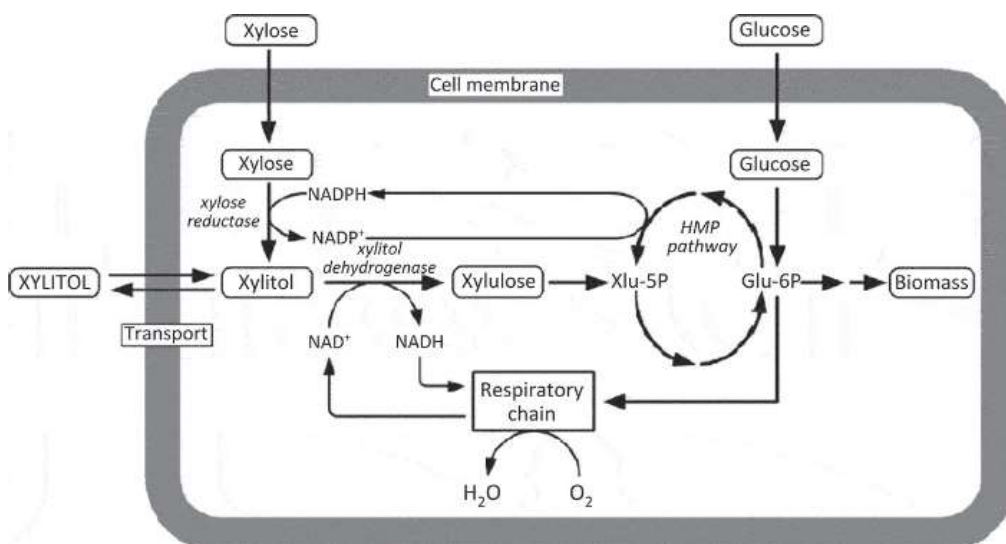 Xylose
Glucose
Cell membrane
Xylose
Glucose
xylose
reductase
NADPH
NADP⁺
HMP
pathway
xylitol
dehydrogenase
XYLITOL
Xylitol
Xylulose
Xlu-5P
Glu-6P
Biomass
Transport
NAD⁺
NADH
Respiratory
chain
H₂O
O₂